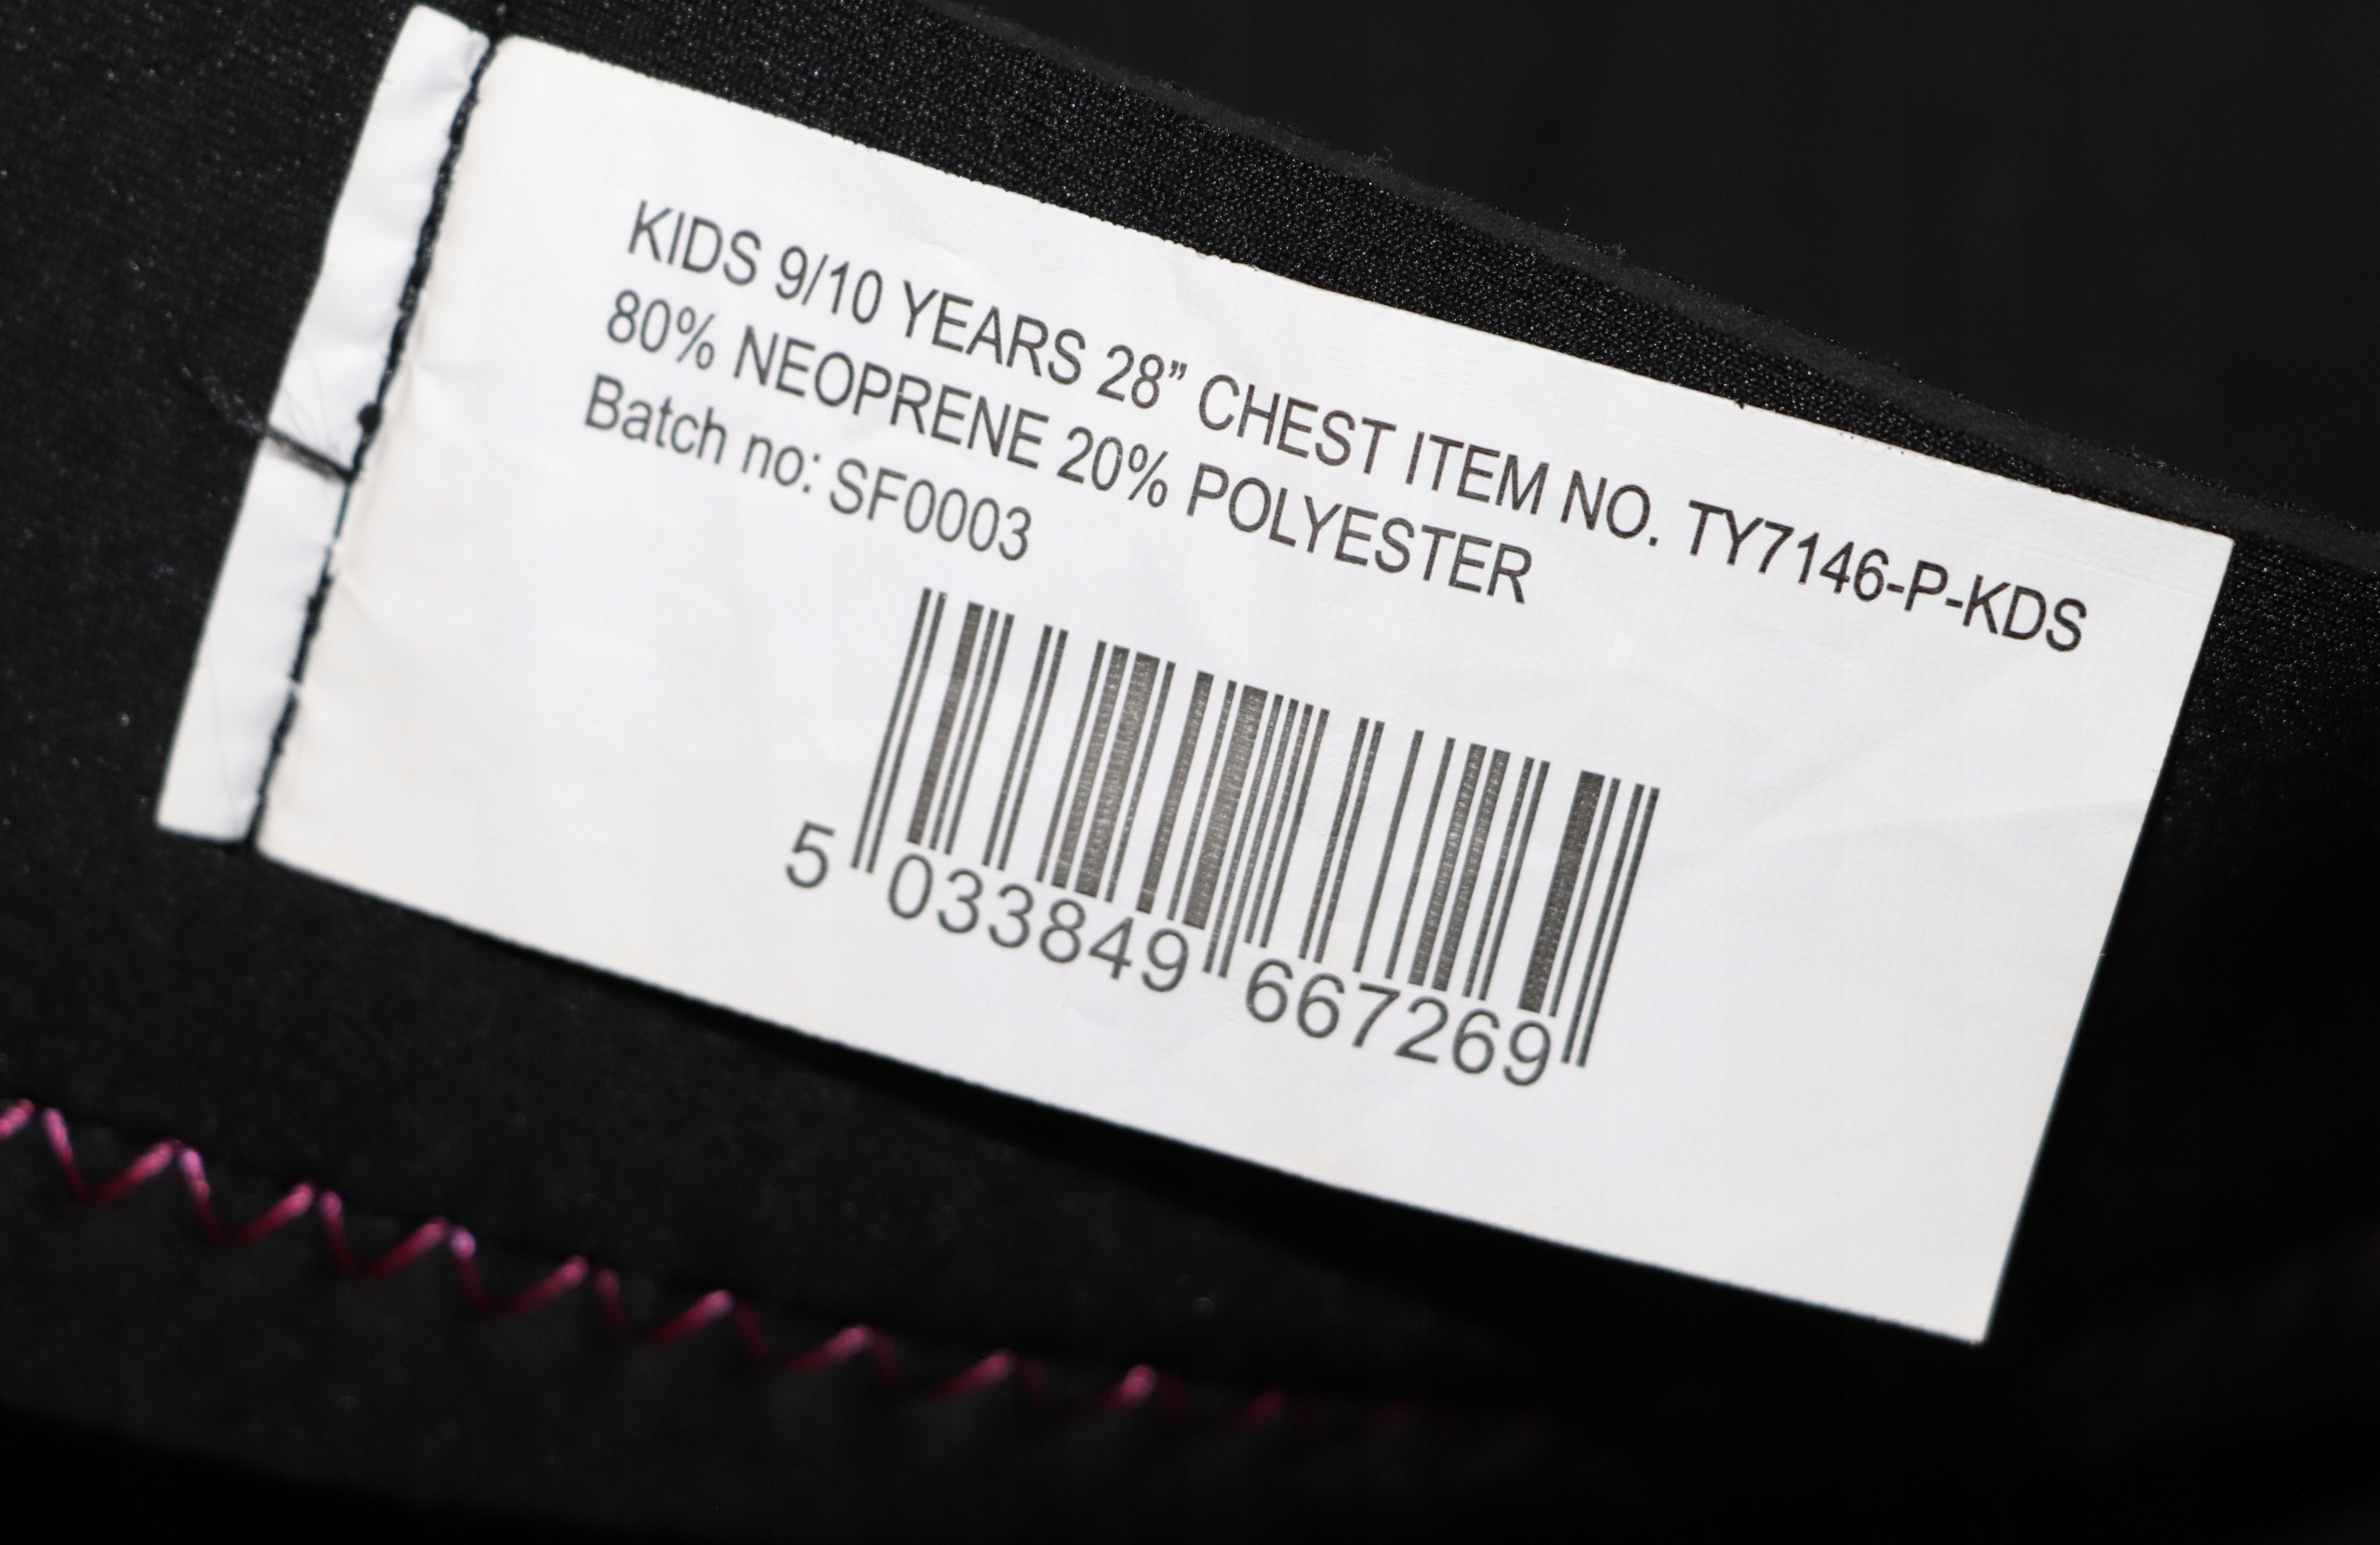 KIDS 9/10 YEARS 28” CHEST ITEM NO. TY7146-P-KDS
80% NEOPRENE 20% POLYESTER
Batch no: SF0003
5 033849 667269